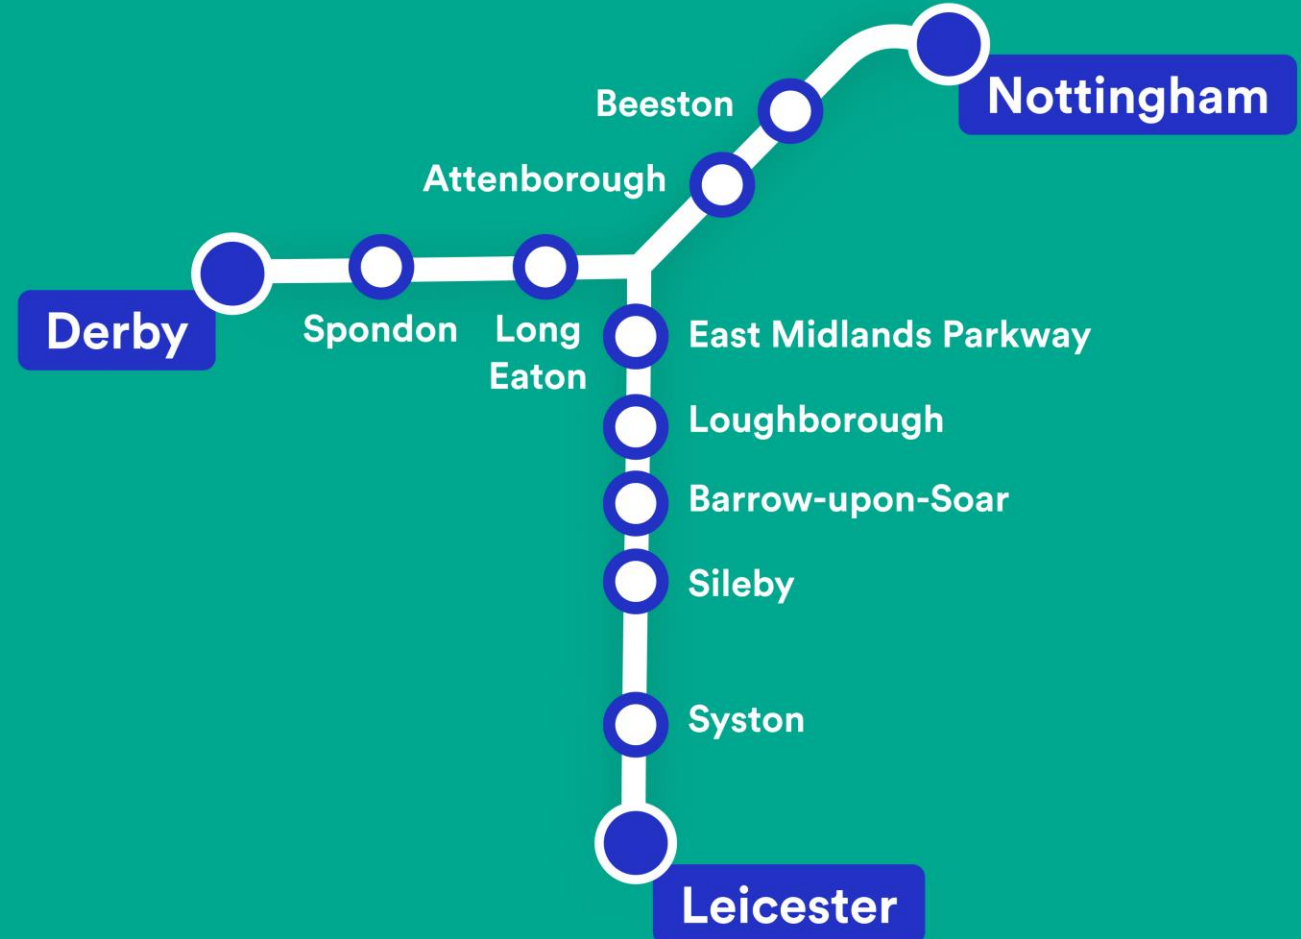 Nottingham
Beeston
Attenborough
Derby
Spondon
Long
Eaton
East Midlands Parkway
Loughborough
Barrow-upon-Soar
Sileby
Syston
Leicester